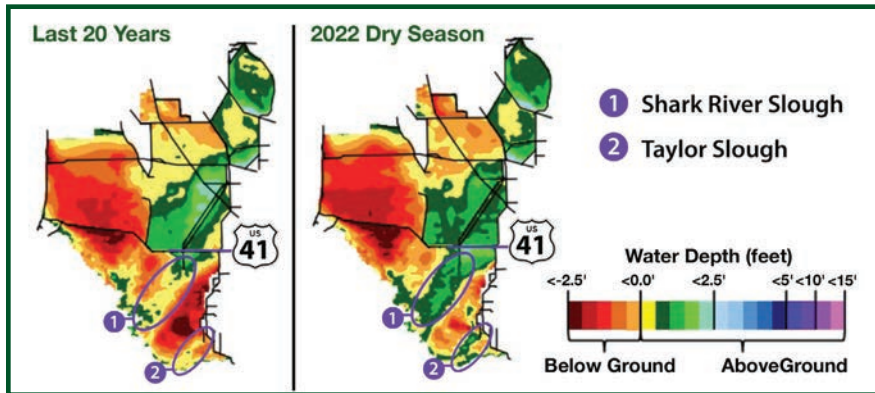 Last 20 Years
2022 Dry Season
1 Shark River Slough
2 Taylor Slough
US
41
US
41
1
2
1
2
Water Depth (feet)
<-2.5' <0.0' <2.5' <5' <10' <15'
Below Ground AboveGround